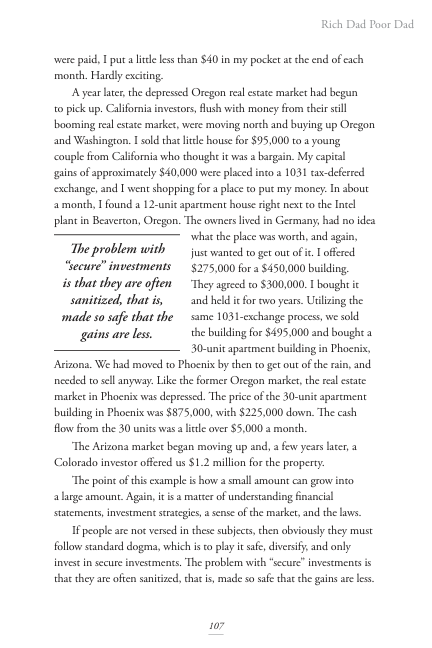 Rich Dad Poor Dad
were paid, I put a little less than $40 in my pocket at the end of each
month. Hardly exciting.
A year later, the depressed Oregon real estate market had begun
to pick up. California investors, flush with money from their still
booming real estate market, were moving north and buying up Oregon
and Washington. I sold that little house for $95,000 to a young
couple from California who thought it was a bargain. My capital
gains of approximately $40,000 were placed into a 1031 tax-deferred
exchange, and I went shopping for a place to put my money. In about
a month, I found a 12-unit apartment house right next to the Intel
plant in Beaverton, Oregon. The owners lived in Germany, had no idea
what the place was worth, and again,
just wanted to get out of it. I offered
$275,000 for a $450,000 building.
They agreed to $300,000. I bought it
and held it for two years. Utilizing the
same 1031-exchange process, we sold
the building for $495,000 and bought a
30-unit apartment building in Phoenix,
The problem with
“secure” investments
is that they are often
sanitized, that is,
made so safe that the
gains are less.
Arizona. We had moved to Phoenix by then to get out of the rain, and
needed to sell anyway. Like the former Oregon market, the real estate
market in Phoenix was depressed. The price of the 30-unit apartment
building in Phoenix was $875,000, with $225,000 down. The cash
flow from the 30 units was a little over $5,000 a month.
The Arizona market began moving up and, a few years later, a
Colorado investor offered us $1.2 million for the property.
The point of this example is how a small amount can grow into
a large amount. Again, it is a matter of understanding financial
statements, investment strategies, a sense of the market, and the laws.
If people are not versed in these subjects, then obviously they must
follow standard dogma, which is to play it safe, diversify, and only
invest in secure investments. The problem with “secure” investments is
that they are often sanitized, that is, made so safe that the gains are less.
107